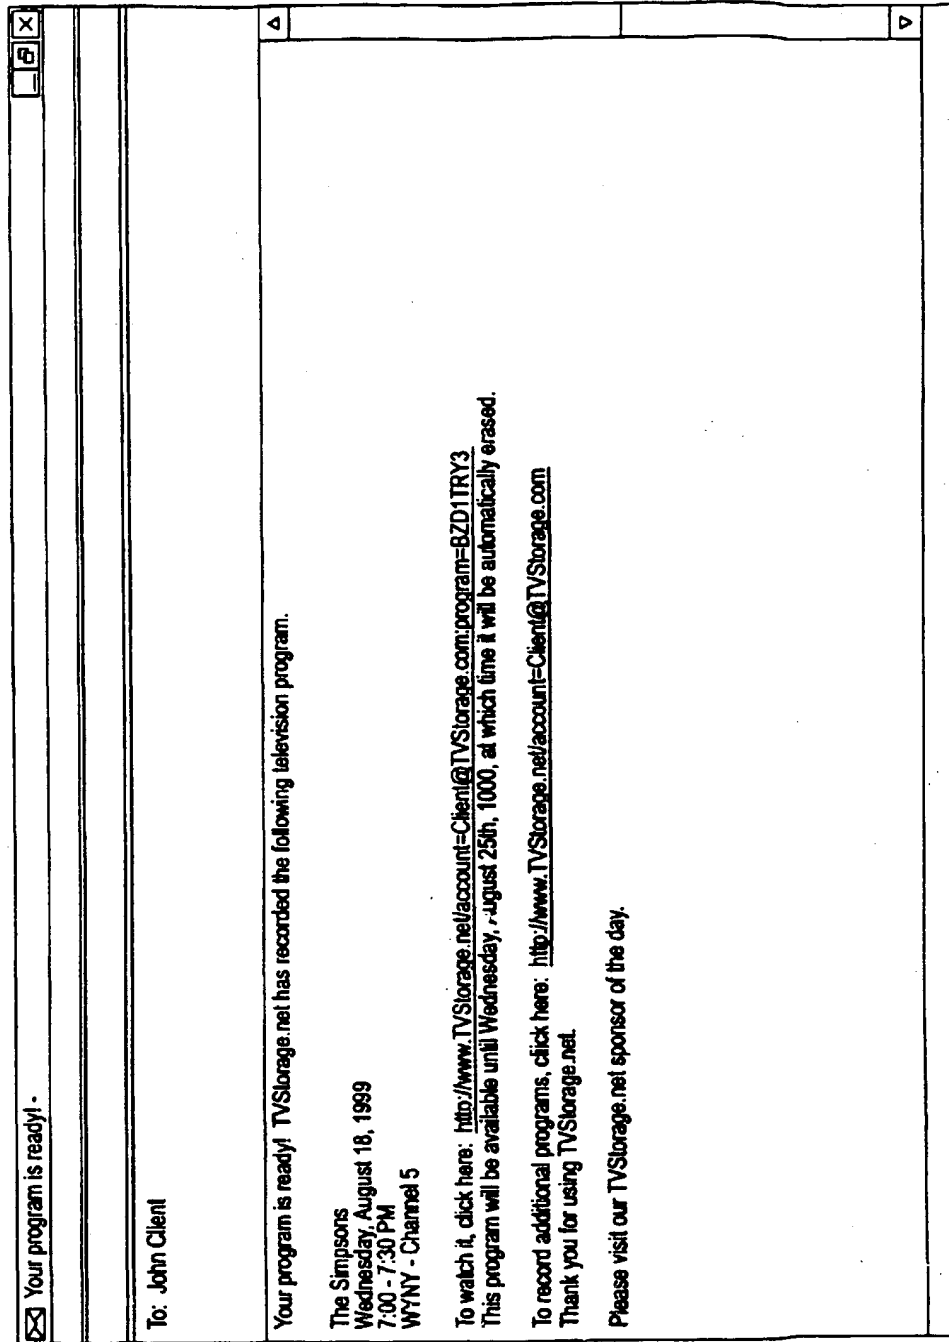 Your program is ready! -
To: John Client
Your program is ready! TVStorage.net has recorded the following television program.
The Simpsons
Wednesday, August 18, 1999
7:00 - 7:30 PM
WYNY - Channel 5
To watch it, click here: http://www.TVStorage.net/account=Client@TVStorage.com:program=BZD1TRY3
This program will be available until Wednesday, August 25th, 1000, at which time it will be automatically erased.
To record additional programs, click here: http://www.TVStorage.net/account=Client@TVStorage.com
Thank you for using TVStorage.net.
Please visit our TVStorage.net sponsor of the day.